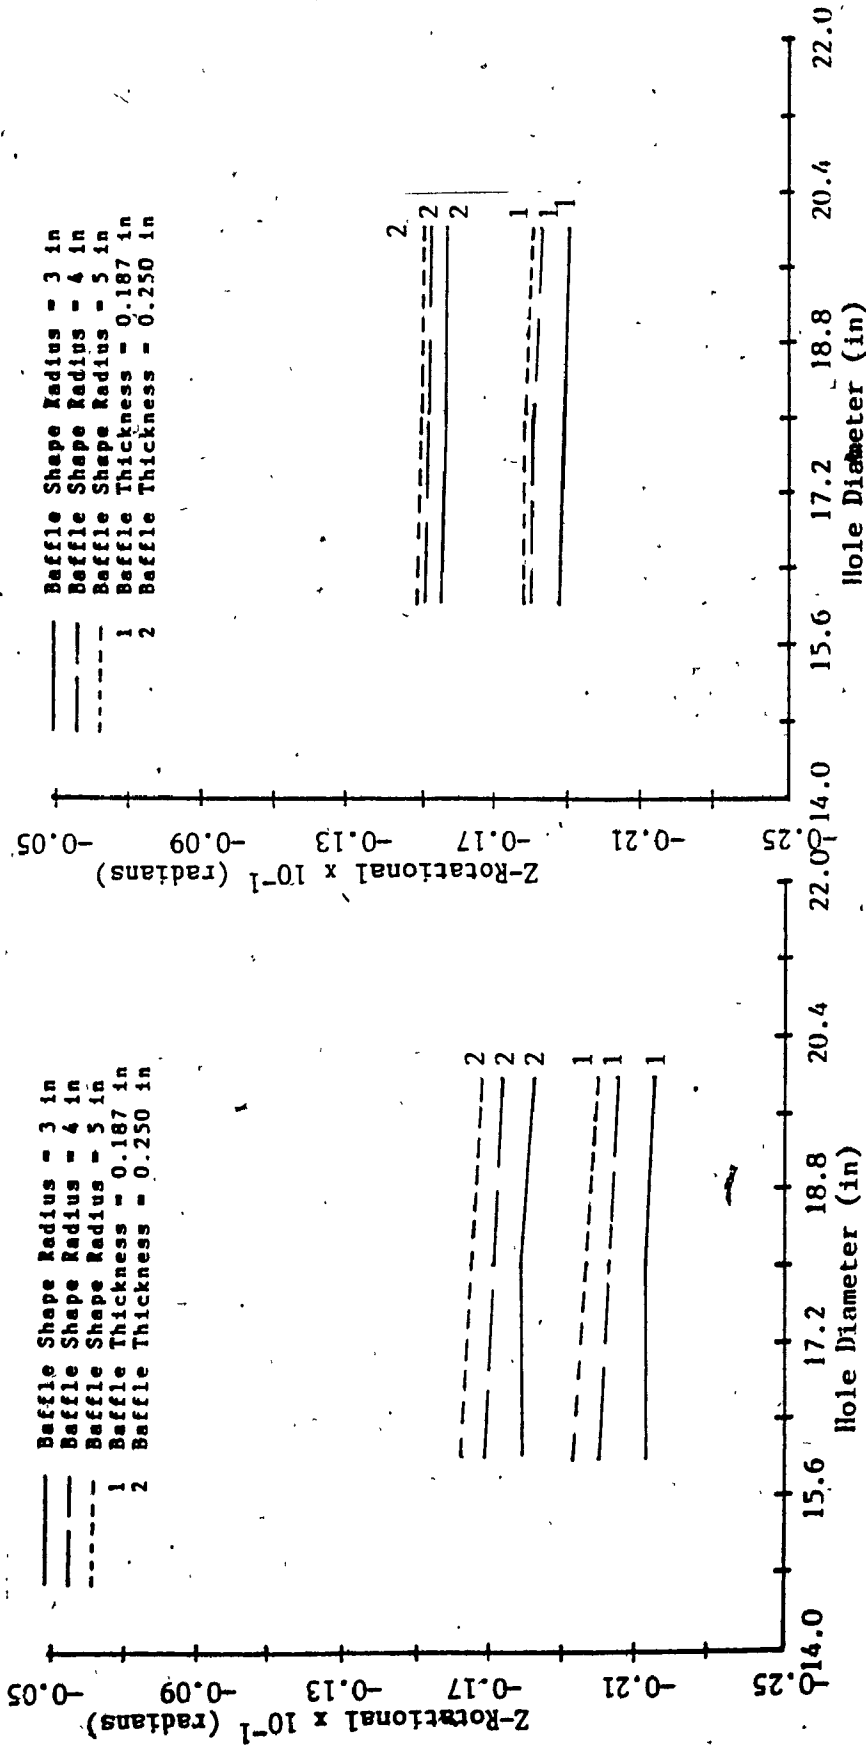 Baffle Shape Radius = 3 in
Baffle Shape Radius = 4 in
Baffle Shape Radius = 5 in
1 Baffle Thickness = 0.187 in
2 Baffle Thickness = 0.250 in
Z-Rotational x 10⁻¹ (radians)
-0.05
-0.09
-0.13
-0.17
-0.21
-0.25
2
2
2
1
1
1
14.0
15.6
17.2
18.8
20.4
22.0
Hole Diameter (in)
Baffle Shape Radius = 3 in
Baffle Shape Radius = 4 in
Baffle Shape Radius = 5 in
1 Baffle Thickness = 0.187 in
2 Baffle Thickness = 0.250 in
Z-Rotational x 10⁻¹ (radians)
-0.05
-0.09
-0.13
-0.17
-0.21
-0.25
2
2
2
1
1
1
14.0
15.6
17.2
18.8
20.4
22.0
Hole Diameter (in)